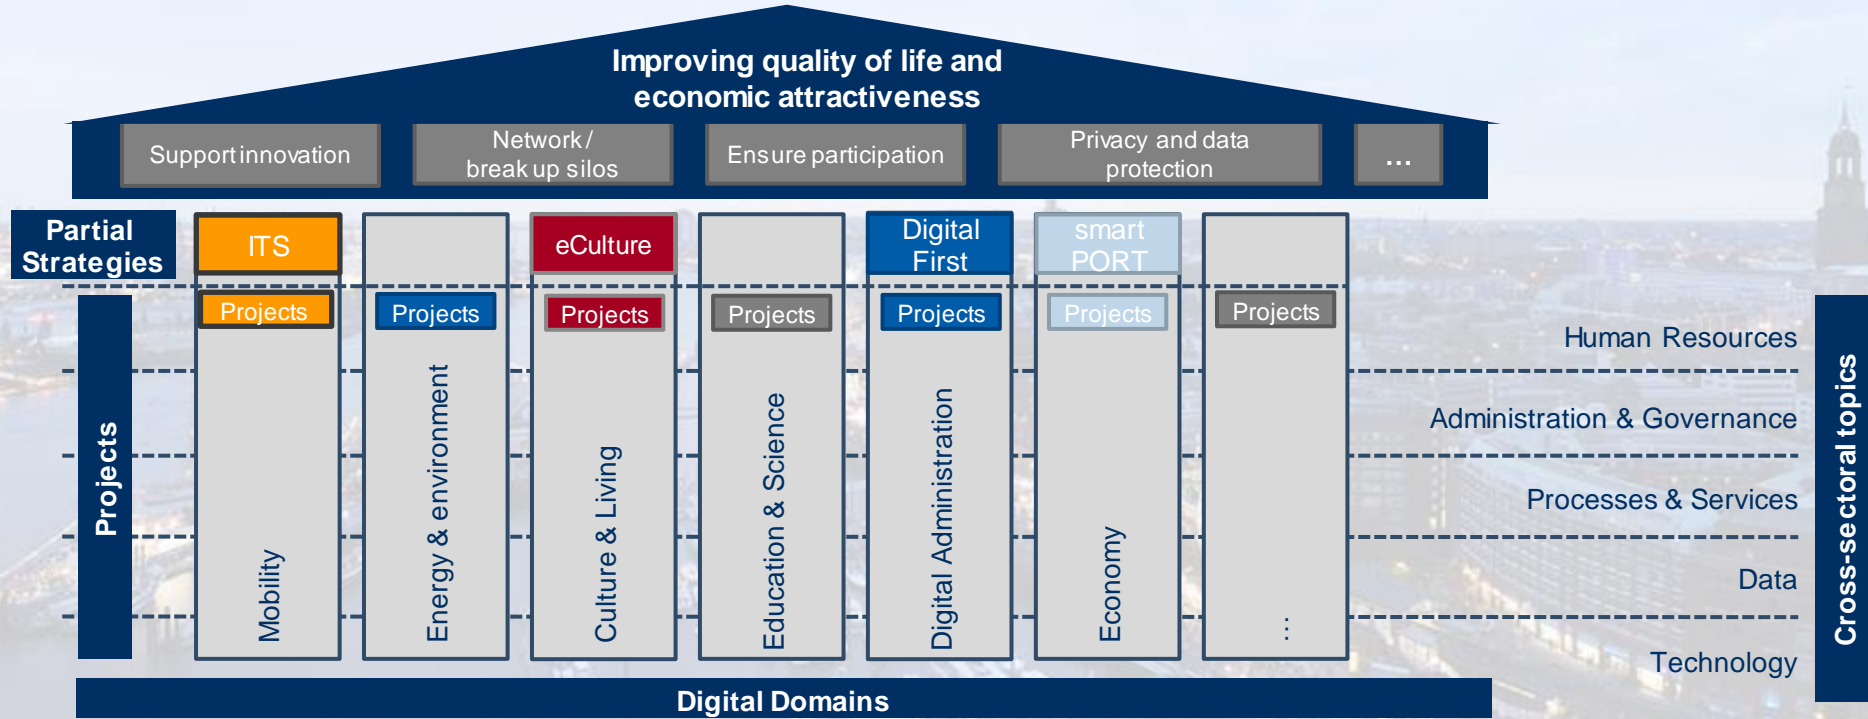 Improving quality of life and
economic attractiveness
Support innovation
Network /
break up silos
Ensure participation
Privacy and data
protection
...
Partial
Strategies
ITS
eCulture
Digital
First
smart
PORT
Projects
Projects
Projects
Projects
Projects
Projects
Projects
Projects
Mobility
Energy & environment
Culture & Living
Education & Science
Digital Administration
Economy
...
Human Resources
Administration & Governance
Processes & Services
Data
Technology
Cross-sectoral topics
Digital Domains